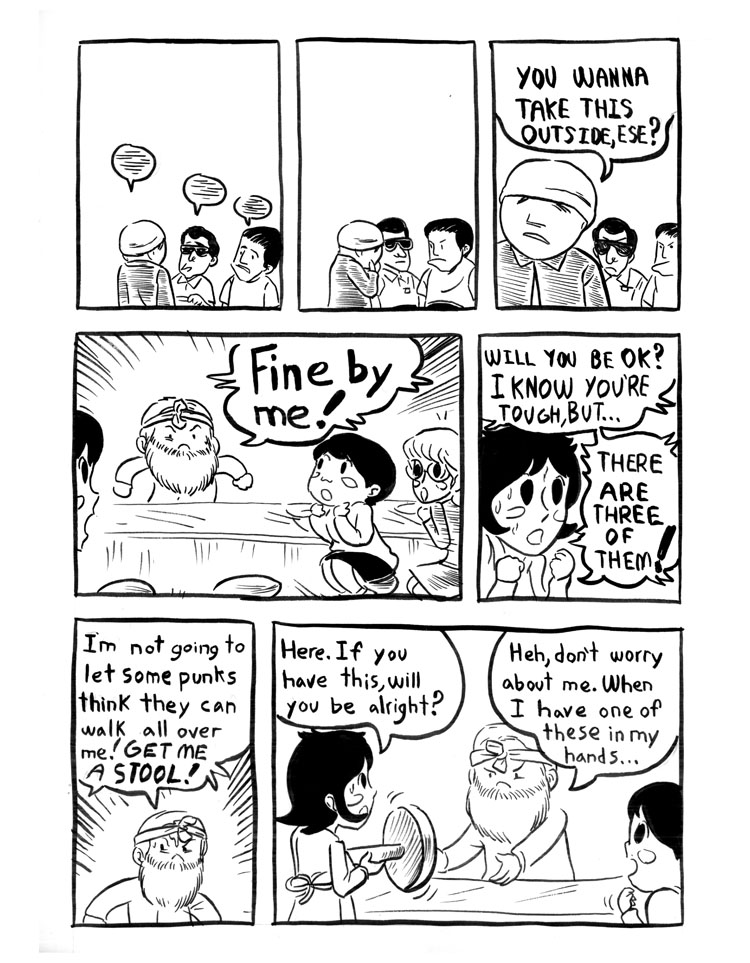 YOU WANNA
TAKE THIS
OUTSIDE, ESE?
Fine by
me!
WILL YOU BE OK?
I KNOW YOU'RE
TOUGH, BUT...
THERE
ARE
THREE
OF
THEM!
I'm not going to
let some punks
think they can
walk all over
me! GET ME
A STOOL!
Here. If you
have this, will
you be alright?
Heh, don't worry
about me. When
I have one of
these in my
hands...